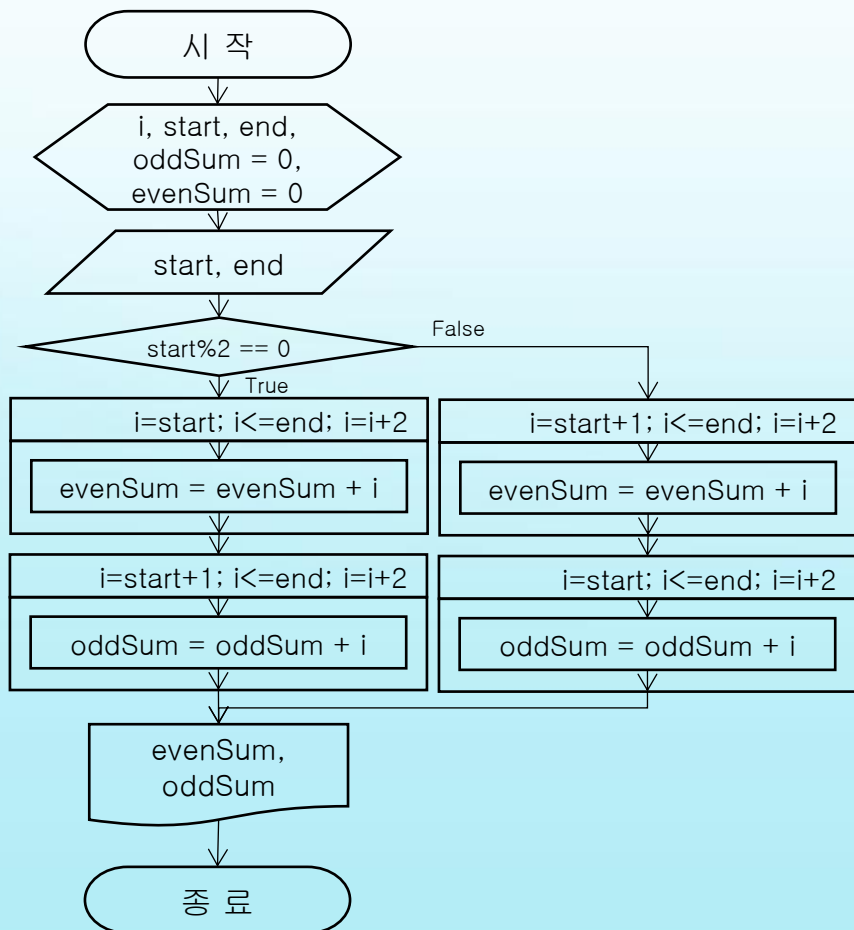 시 작
i, start, end,
oddSum = 0,
evenSum = 0
start, end
start%2 == 0
False
True
i=start; i<=end; i=i+2
evenSum = evenSum + i
i=start+1; i<=end; i=i+2
oddSum = oddSum + i
i=start+1; i<=end; i=i+2
evenSum = evenSum + i
i=start; i<=end; i=i+2
oddSum = oddSum + i
evenSum,
oddSum
종 료